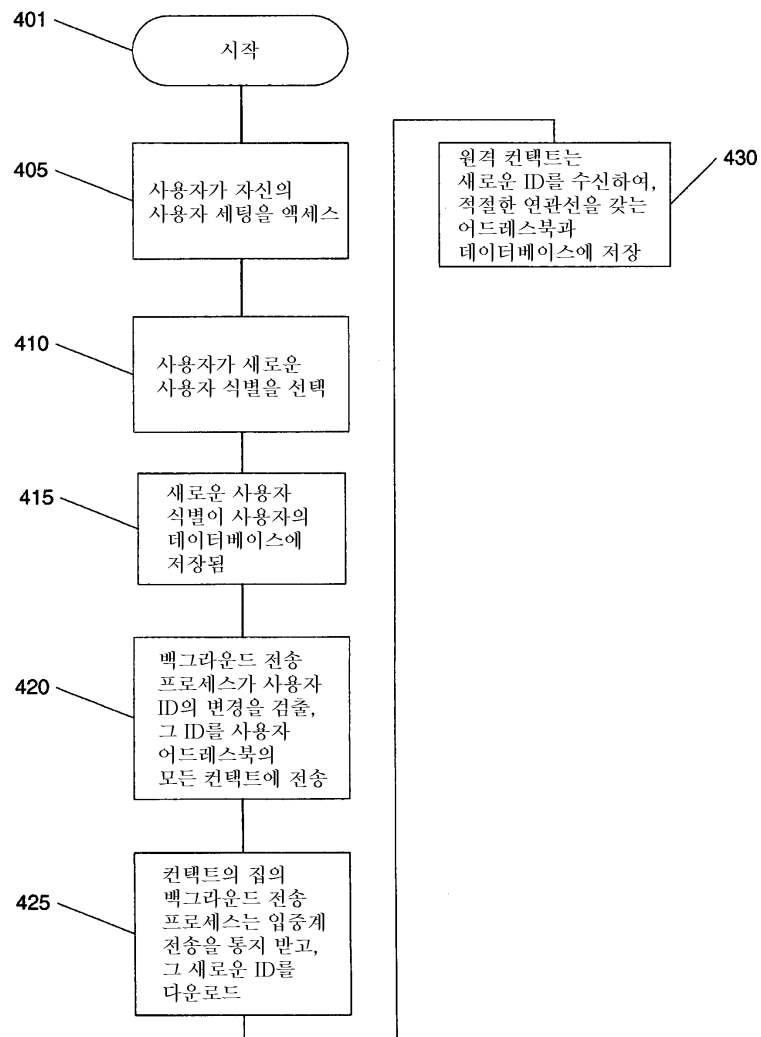 401
시작
405
사용자가 자신의
사용자 세팅을 액세스
410
사용자가 새로운
사용자 식별을 선택
415
새로운 사용자
식별이 사용자의
데이터베이스에
저장됨
420
백그라운드 전송
프로세스가 사용자
ID의 변경을 검출,
그 ID를 사용자
어드레스북의
모든 컨택트에 전송
425
컨택트의 집의
백그라운드 전송
프로세스는 입중계
전송을 통지 받고,
그 새로운 ID를
다운로드
430
원격 컨택트는
새로운 ID를 수신하여,
적절한 연관선을 갖는
어드레스북과
데이터베이스에 저장